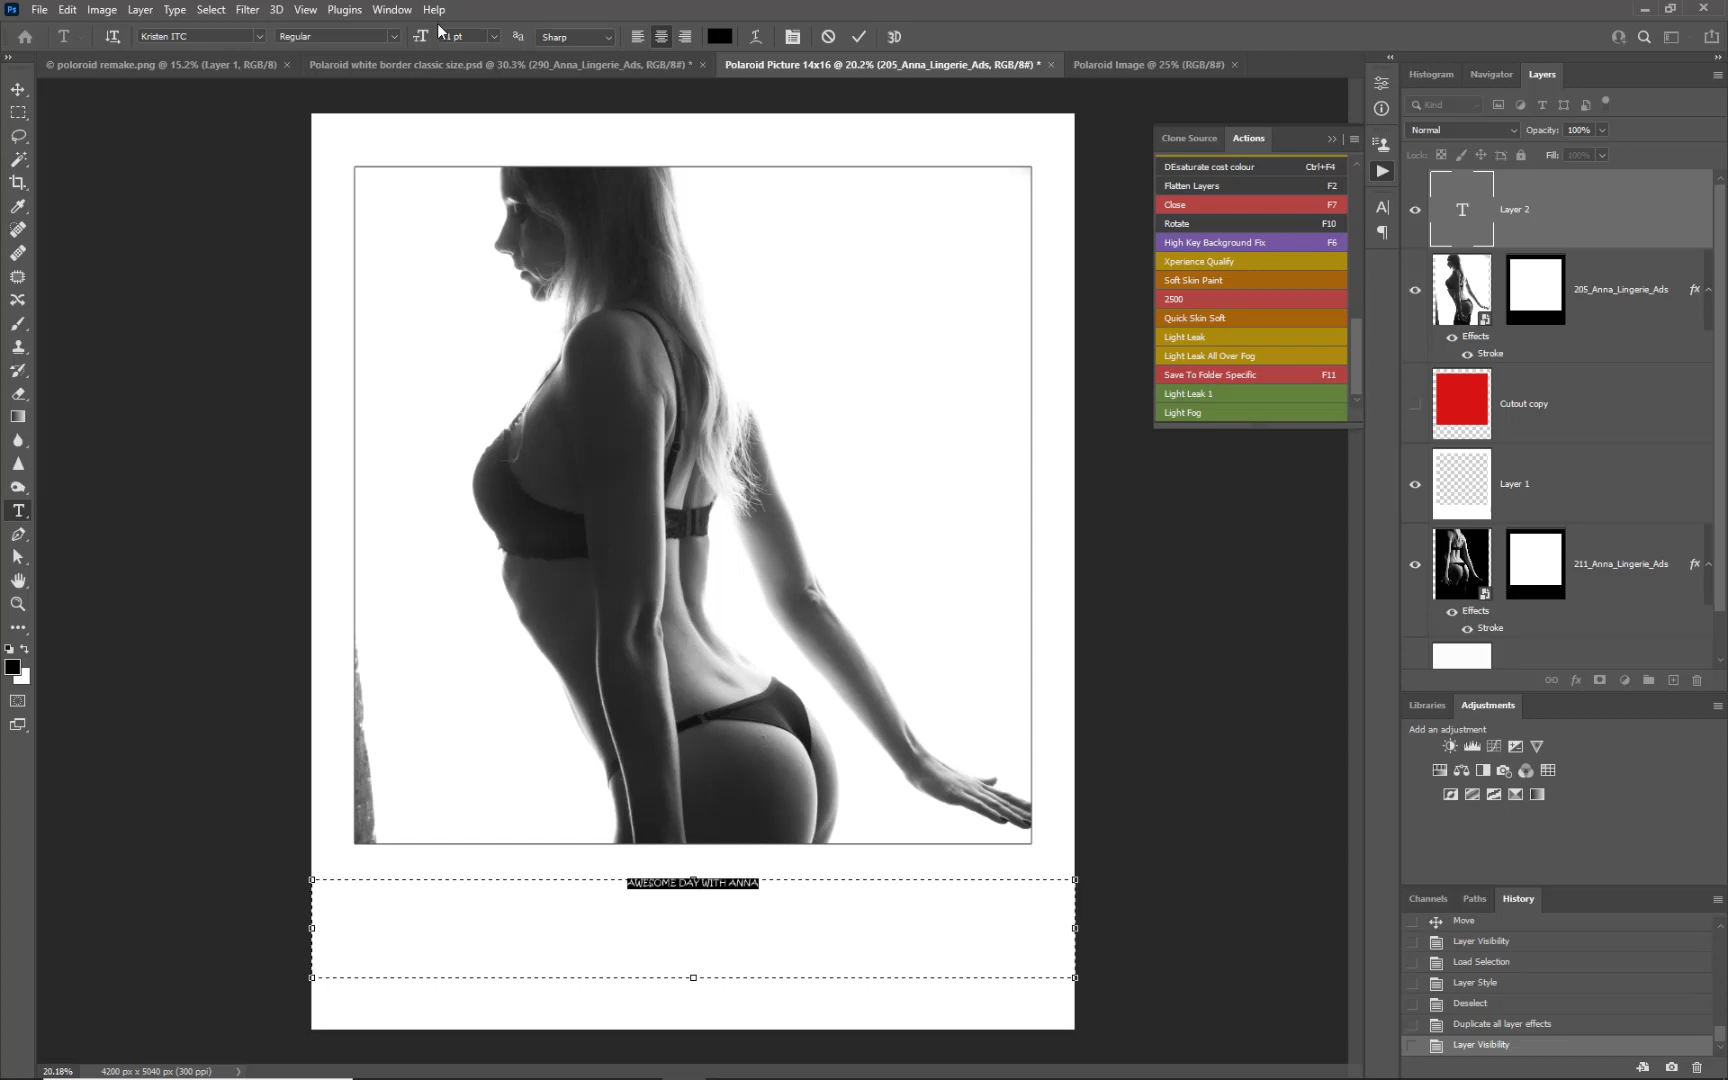 Ps File Edit Image Layer Type Select Filter 3D View Plugins Window Help
Kristen ITC Regular pt Sharp 3D
© poloroid remake.png @ 15.2% (Layer 1, RGB/8) Polaroid white border classic size.psd @ 30.3% (290_Anna_Lingerie_Ads, RGB/8#) * Polaroid Picture 14x16 @ 20.2% (205_Anna_Lingerie_Ads, RGB/8#) * Polaroid Image @ 25% (RGB/8#)
Clone Source Actions
DEsaturate cost colour Ctrl+F4
Flatten Layers F2
Close F7
Rotate F10
High Key Background Fix F6
Xperience Qualify
Soft Skin Paint
2500
Quick Skin Soft
Light Leak
Light Leak All Over Fog
Save To Folder Specific F11
Light Leak 1
Light Fog
AWESOME DAY WITH ANNA
Histogram Navigator Layers
Kind
Normal Opacity: 100%
Lock: Fill: 100%
T Layer 2
205_Anna_Lingerie_Ads fx
Effects
Stroke
Cutout copy
Layer 1
211_Anna_Lingerie_Ads fx
Effects
Stroke
fx
Libraries Adjustments
Add an adjustment
Channels Paths History
Move
Layer Visibility
Load Selection
Layer Style
Deselect
Duplicate all layer effects
Layer Visibility
20.18% 4200 px x 5040 px (300 ppi)